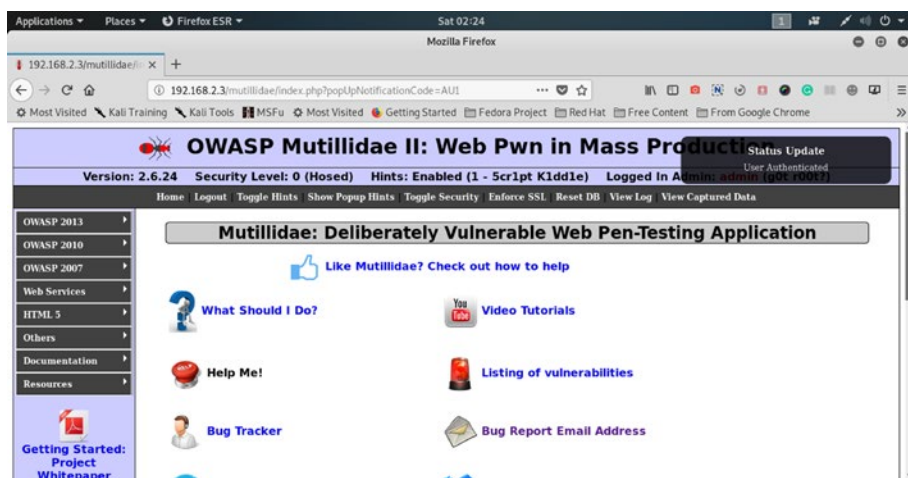 Applications Places Firefox ESR Sat 02:24 1
Mozilla Firefox
192.168.2.3/mutillidae/in × +
192.168.2.3/mutillidae/index.php?popUpNotificationCode=AU1
Most Visited Kali Training Kali Tools MSFu Most Visited Getting Started Fedora Project Red Hat Free Content From Google Chrome »
OWASP Mutillidae II: Web Pwn in Mass Production
Status Update
User Authenticated
Version: 2.6.24 Security Level: 0 (Hosed) Hints: Enabled (1 - 5cr1pt K1dd1e) Logged In Admin: admin (g0t r00t?)
Home Logout Toggle Hints Show Popup Hints Toggle Security Enforce SSL Reset DB View Log View Captured Data
OWASP 2013
OWASP 2010
OWASP 2007
Web Services
HTML 5
Others
Documentation
Resources
Getting Started:
Project
Whitepaper
Mutillidae: Deliberately Vulnerable Web Pen-Testing Application
Like Mutillidae? Check out how to help
What Should I Do?
You
Tube
Video Tutorials
Help Me!
Listing of vulnerabilities
Bug Tracker
Bug Report Email Address